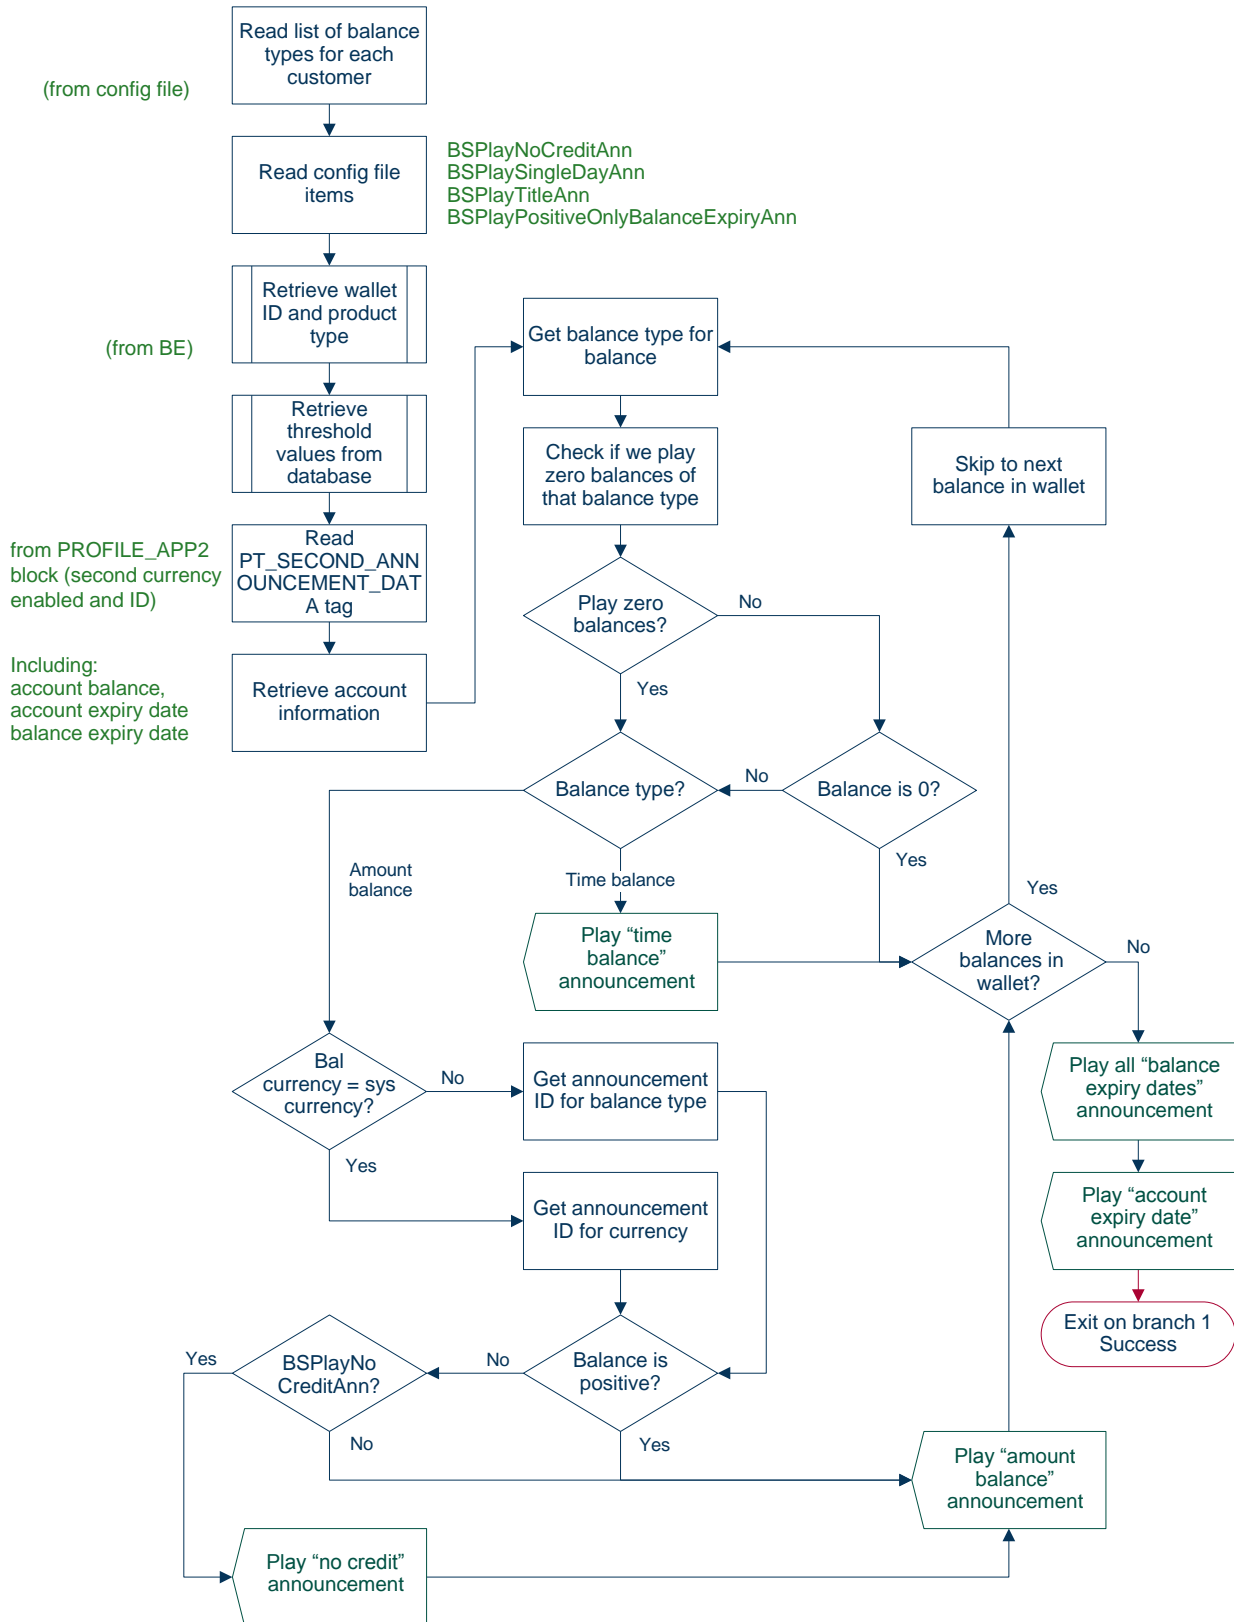 Read list of balance
types for each
customer
(from config file)
Read config file
items
BSPlayNoCreditAnn
BSPlaySingleDayAnn
BSPlayTitleAnn
BSPlayPositiveOnlyBalanceExpiryAnn
Retrieve wallet
ID and product
type
(from BE)
Get balance type for
balance
Retrieve
threshold
values from
database
Check if we play
zero balances of
that balance type
Skip to next
balance in wallet
from PROFILE_APP2
block (second currency
enabled and ID)
Read
PT_SECOND_ANN
OUNCEMENT_DAT
A tag
Play zero
balances?
No
Yes
Including:
account balance,
account expiry date
balance expiry date
Retrieve account
information
Balance type?
No
Balance is 0?
Yes
Amount
balance
Time balance
Yes
Play “time
balance”
announcement
More
balances in
wallet?
No
Bal
currency = sys
currency?
No
Get announcement
ID for balance type
Play all “balance
expiry dates”
announcement
Yes
Get announcement
ID for currency
Play “account
expiry date”
announcement
Exit on branch 1
Success
Yes
BSPlayNo
CreditAnn?
No
Balance is
positive?
No
Yes
Play “amount
balance”
announcement
Play “no credit”
announcement